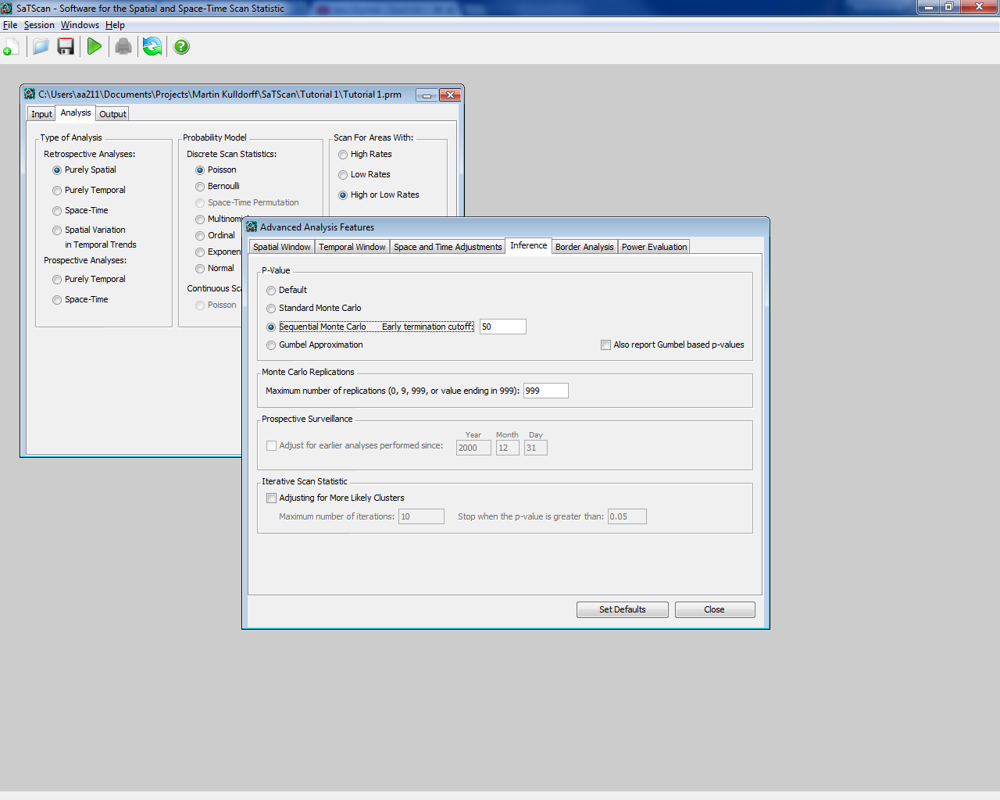 SaTScan - Software for the Spatial and Space-Time Scan Statistic
File Session Windows Help
C:\Users\aa211\Documents\Projects\Martin Kulldorff\SaTScan\Tutorial 1\Tutorial 1.prm
Input Analysis Output
Type of Analysis
Retrospective Analyses:
Purely Spatial
Purely Temporal
Space-Time
Spatial Variation
in Temporal Trends
Prospective Analyses:
Purely Temporal
Space-Time
Probability Model
Discrete Scan Statistics:
Poisson
Bernoulli
Space-Time Permutation
Multinomi
Ordinal
Exponen
Normal
Continuous Sca
Poisson
Scan For Areas With:
High Rates
Low Rates
High or Low Rates
Advanced Analysis Features
Spatial Window Temporal Window Space and Time Adjustments Inference Border Analysis Power Evaluation
P-Value
Default
Standard Monte Carlo
Sequential Monte Carlo Early termination cutoff: 50
Gumbel Approximation Also report Gumbel based p-values
Monte Carlo Replications
Maximum number of replications (0, 9, 999, or value ending in 999): 999
Prospective Surveillance
Year Month Day
Adjust for earlier analyses performed since: 2000 12 31
Iterative Scan Statistic
Adjusting for More Likely Clusters
Maximum number of iterations: 10 Stop when the p-value is greater than: 0.05
Set Defaults Close